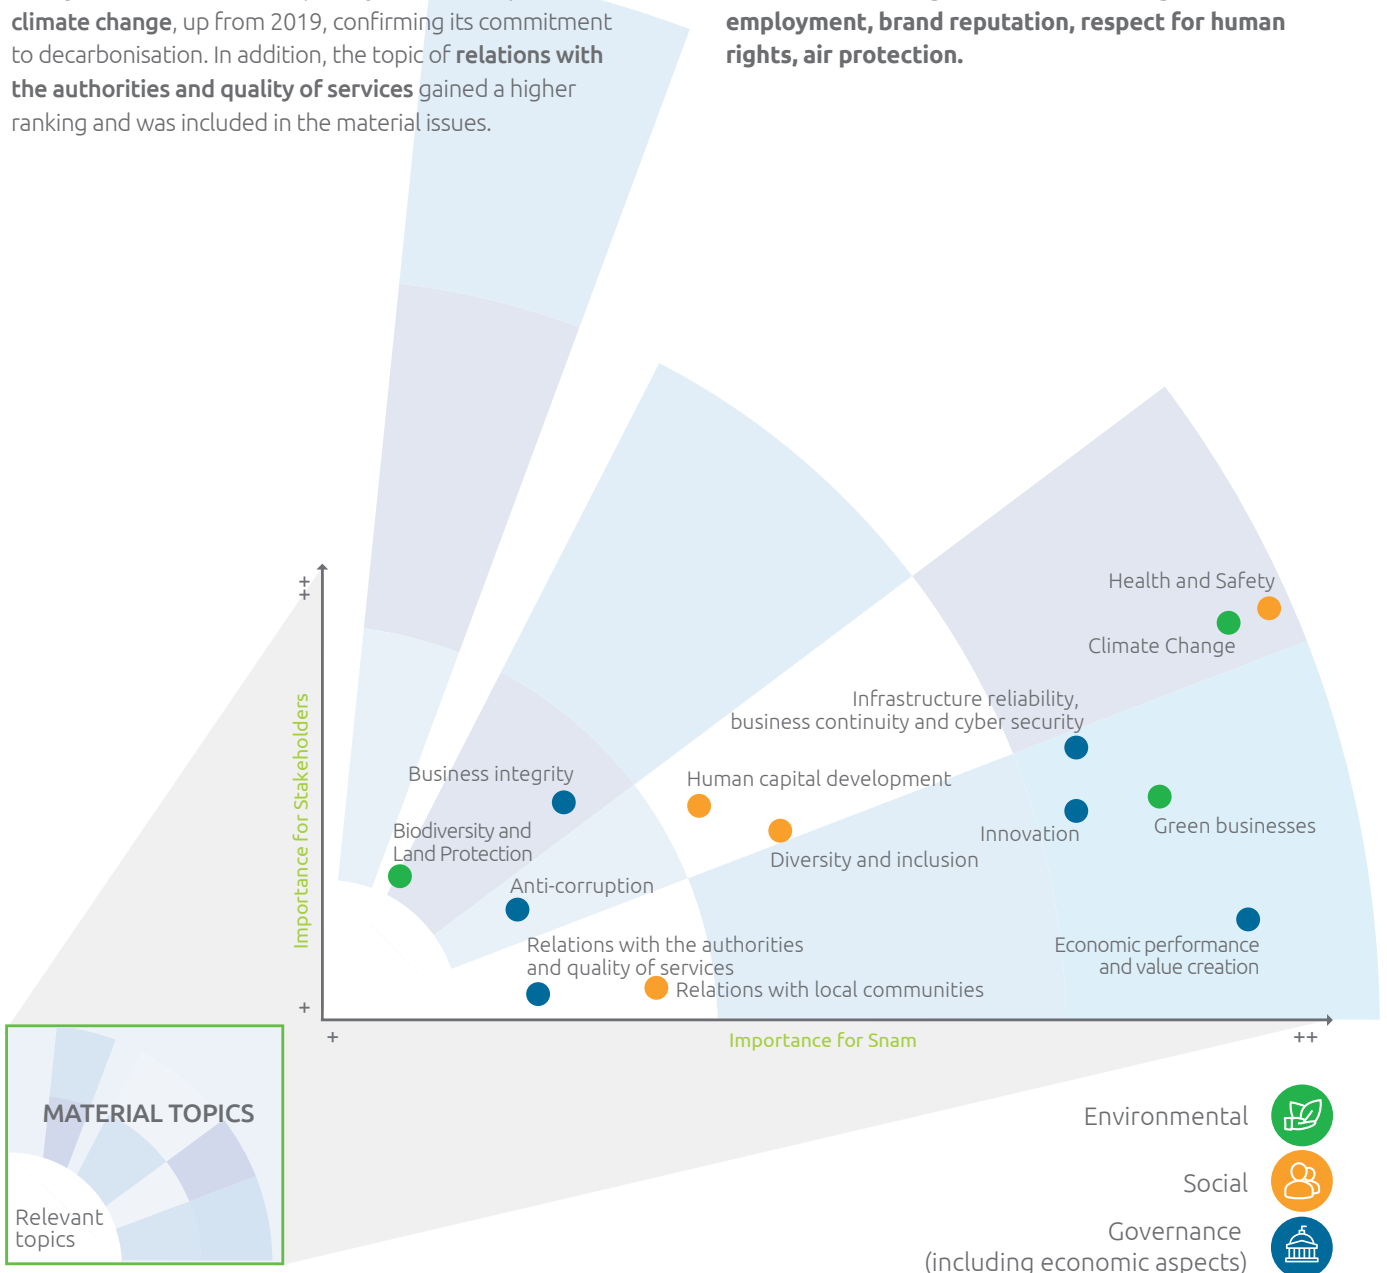 climate change, up from 2019, confirming its commitment
to decarbonisation. In addition, the topic of relations with
the authorities and quality of services gained a higher
ranking and was included in the material issues.
employment, brand reputation, respect for human
rights, air protection.
++
Importance for Stakeholders
+
Health and Safety
Climate Change
Infrastructure reliability,
business continuity and cyber security
Business integrity
Human capital development
Biodiversity and
Land Protection
Innovation
Green businesses
Diversity and inclusion
Anti-corruption
Relations with the authorities
and quality of services
Economic performance
and value creation
Relations with local communities
+
Importance for Snam
++
MATERIAL TOPICS
Relevant
topics
Environmental
Social
Governance
(including economic aspects)